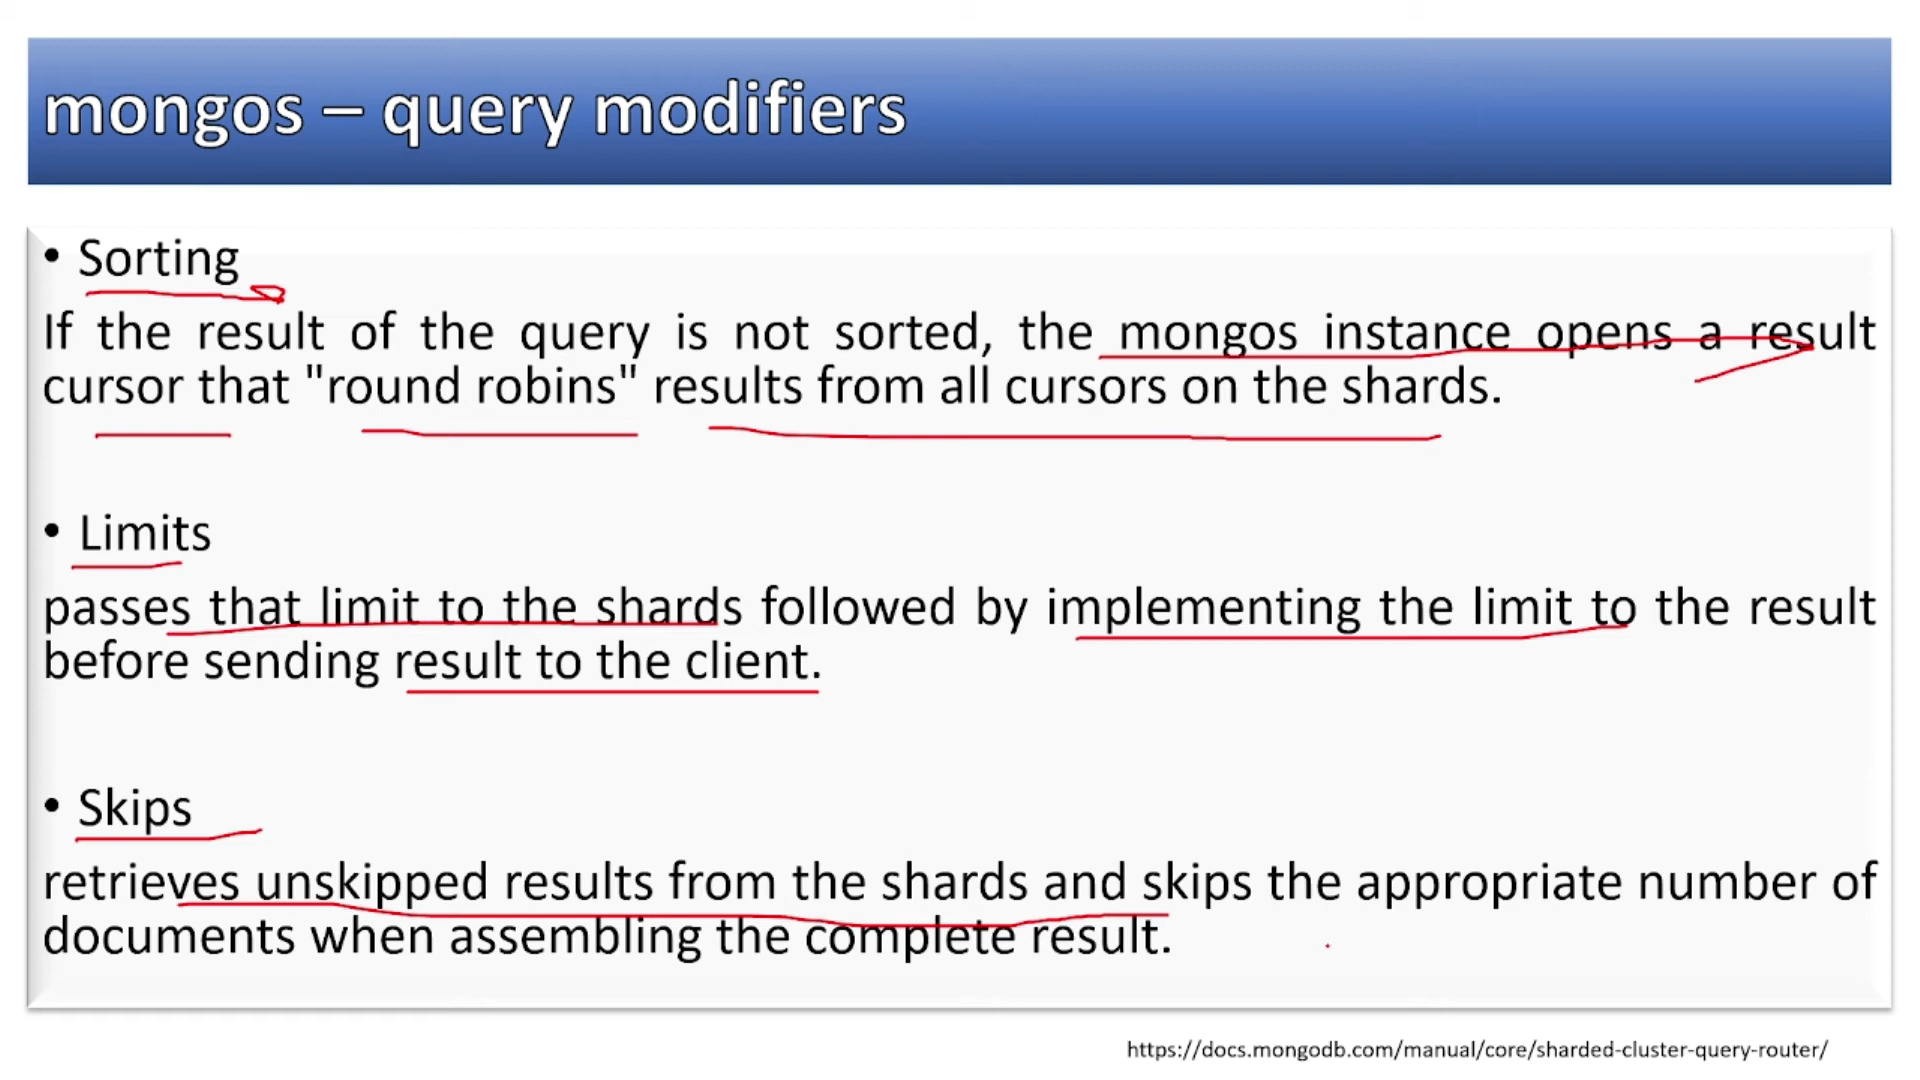 mongos – query modifiers
• Sorting
If the result of the query is not sorted, the mongos instance opens a result
cursor that "round robins" results from all cursors on the shards.
• Limits
passes that limit to the shards followed by implementing the limit to the result
before sending result to the client.
• Skips
retrieves unskipped results from the shards and skips the appropriate number of
documents when assembling the complete result.
https://docs.mongodb.com/manual/core/sharded-cluster-query-router/